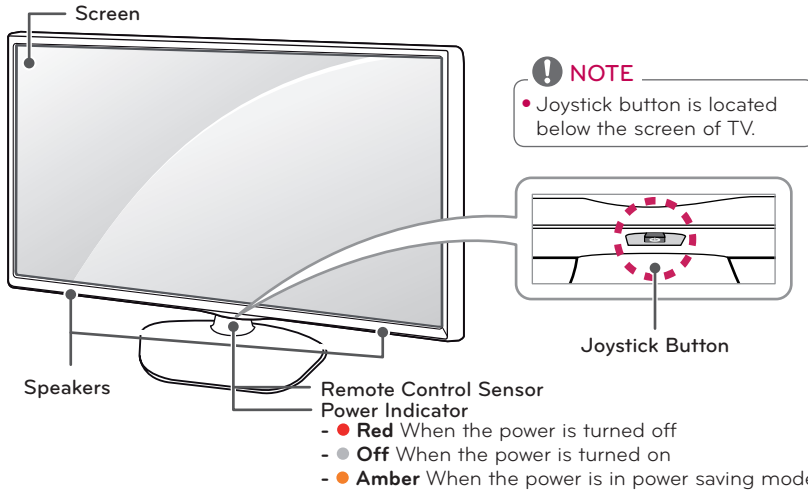 Screen
NOTE
• Joystick button is located
below the screen of TV.
Joystick Button
Speakers
Remote Control Sensor
Power Indicator
- ● Red When the power is turned off
- ● Off When the power is turned on
- ● Amber When the power is in power saving mode